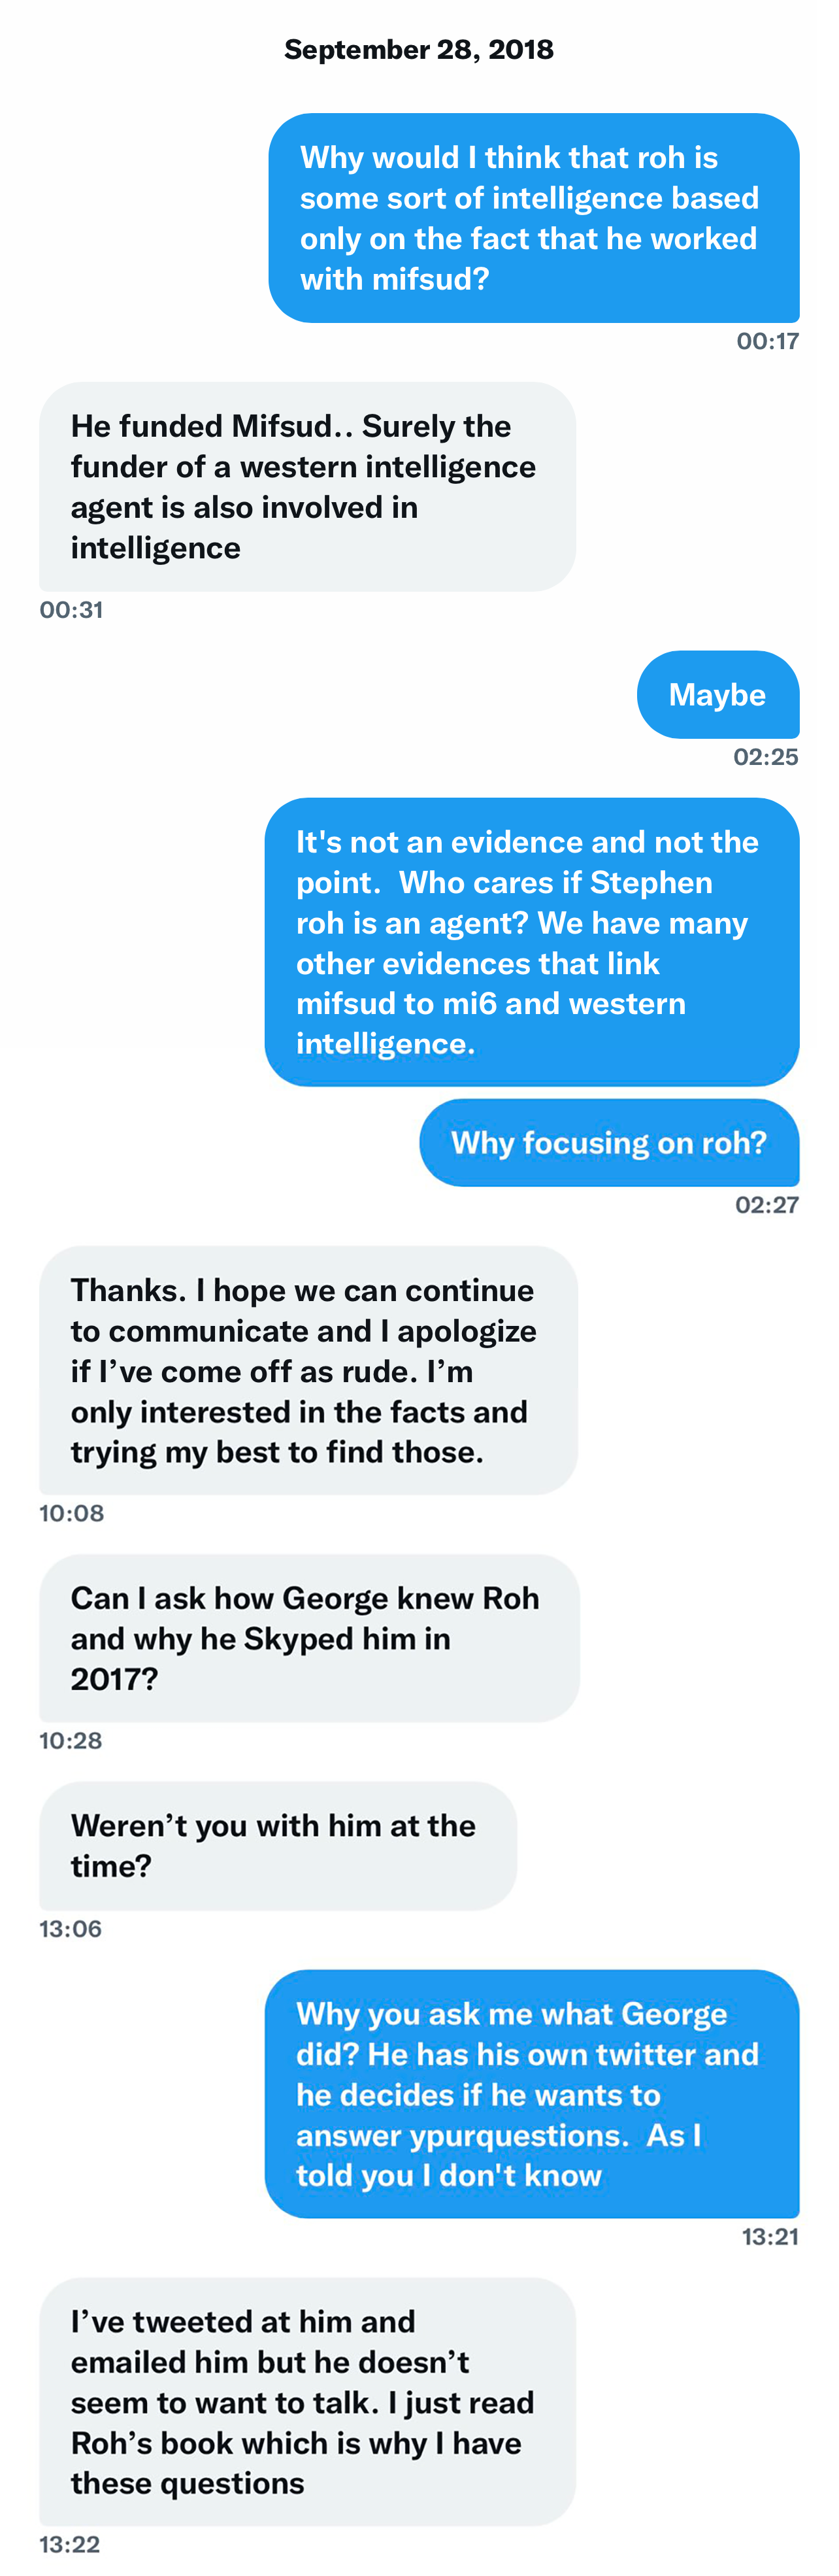 September 28, 2018
Why would I think that roh is
some sort of intelligence based
only on the fact that he worked
with mifsud?
00:17
He funded Mifsud.. Surely the
funder of a western intelligence
agent is also involved in
intelligence
00:31
Maybe
02:25
It's not an evidence and not the
point.  Who cares if Stephen
roh is an agent? We have many
other evidences that link
mifsud to mi6 and western
intelligence.
Why focusing on roh?
02:27
Thanks. I hope we can continue
to communicate and I apologize
if I’ve come off as rude. I’m
only interested in the facts and
trying my best to find those.
10:08
Can I ask how George knew Roh
and why he Skyped him in
2017?
10:28
Weren’t you with him at the
time?
13:06
Why you ask me what George
did? He has his own twitter and
he decides if he wants to
answer ypurquestions.  As I
told you I don't know
13:21
I’ve tweeted at him and
emailed him but he doesn’t
seem to want to talk. I just read
Roh’s book which is why I have
these questions
13:22